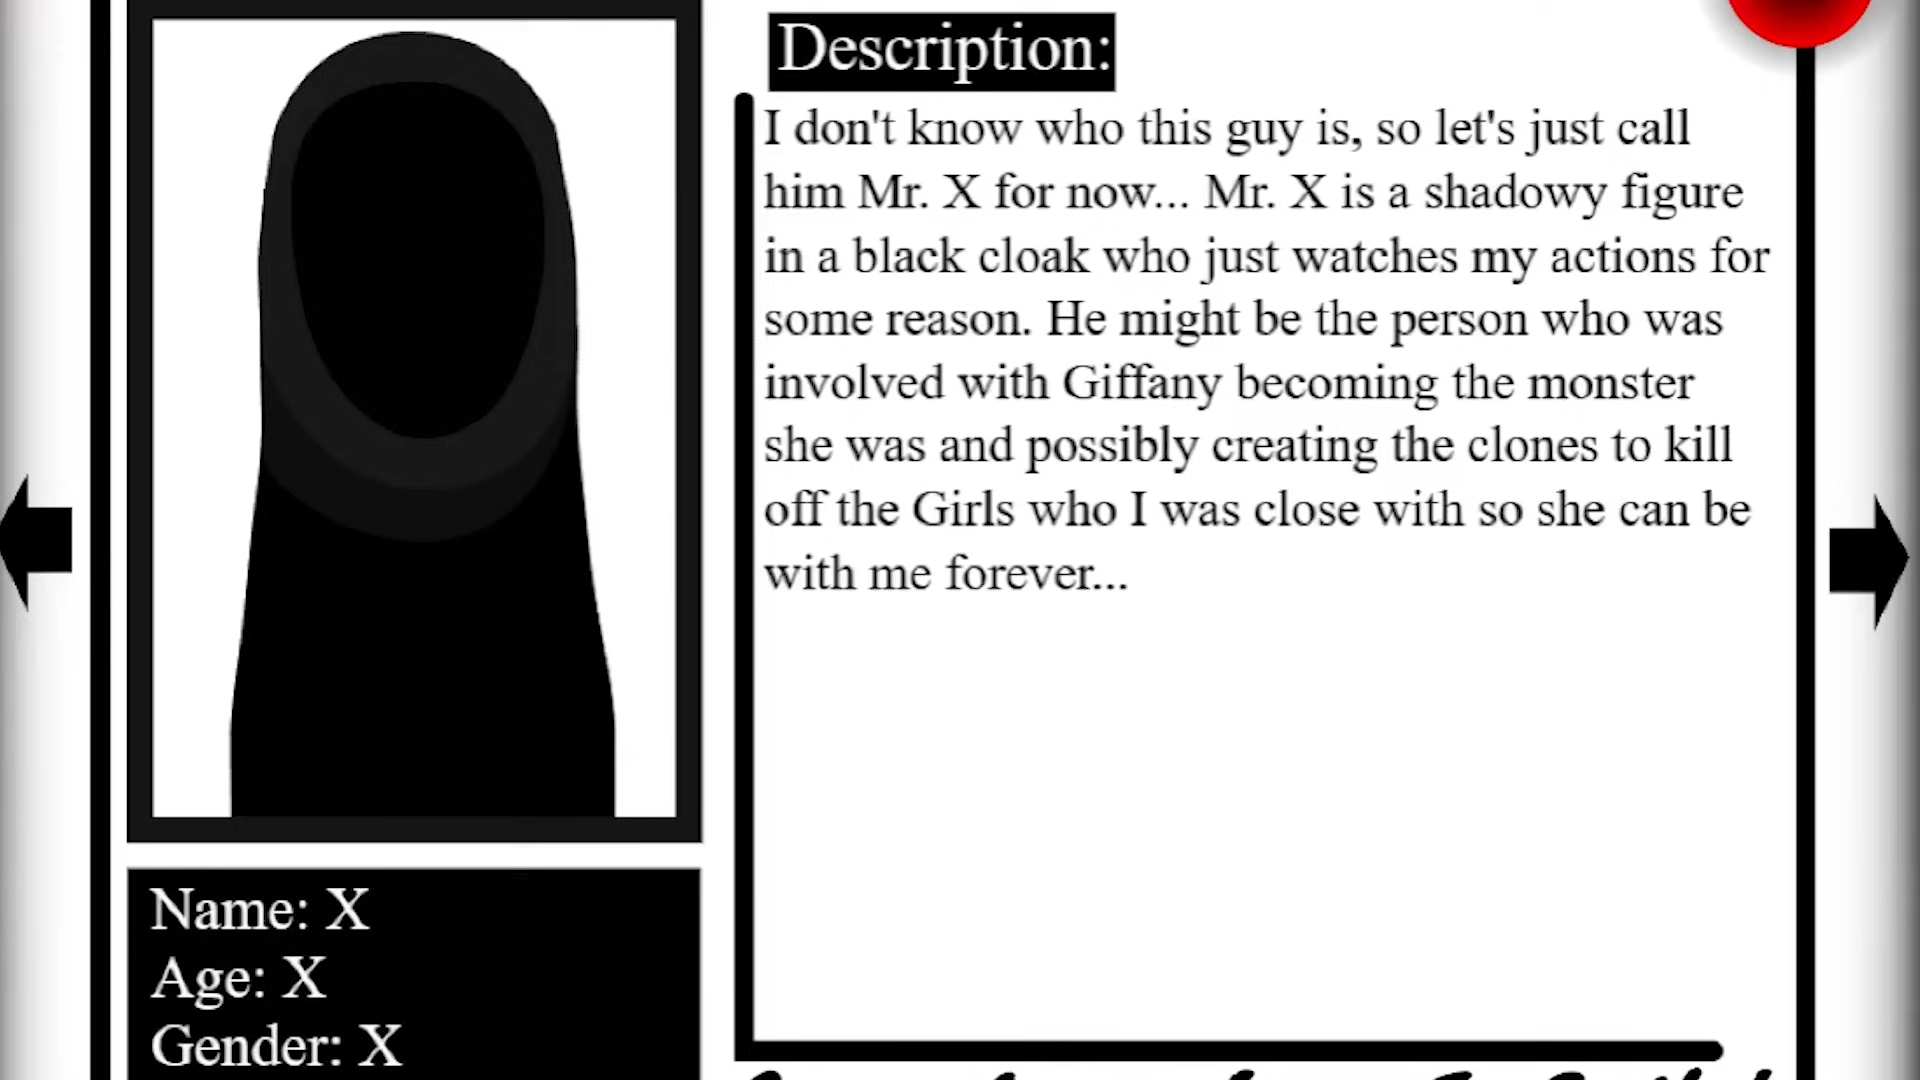 Description:
I don't know who this guy is, so let's just call
him Mr. X for now... Mr. X is a shadowy figure
in a black cloak who just watches my actions for
some reason. He might be the person who was
involved with Giffany becoming the monster
she was and possibly creating the clones to kill
off the Girls who I was close with so she can be
with me forever...
Name: X
Age: X
Gender: X